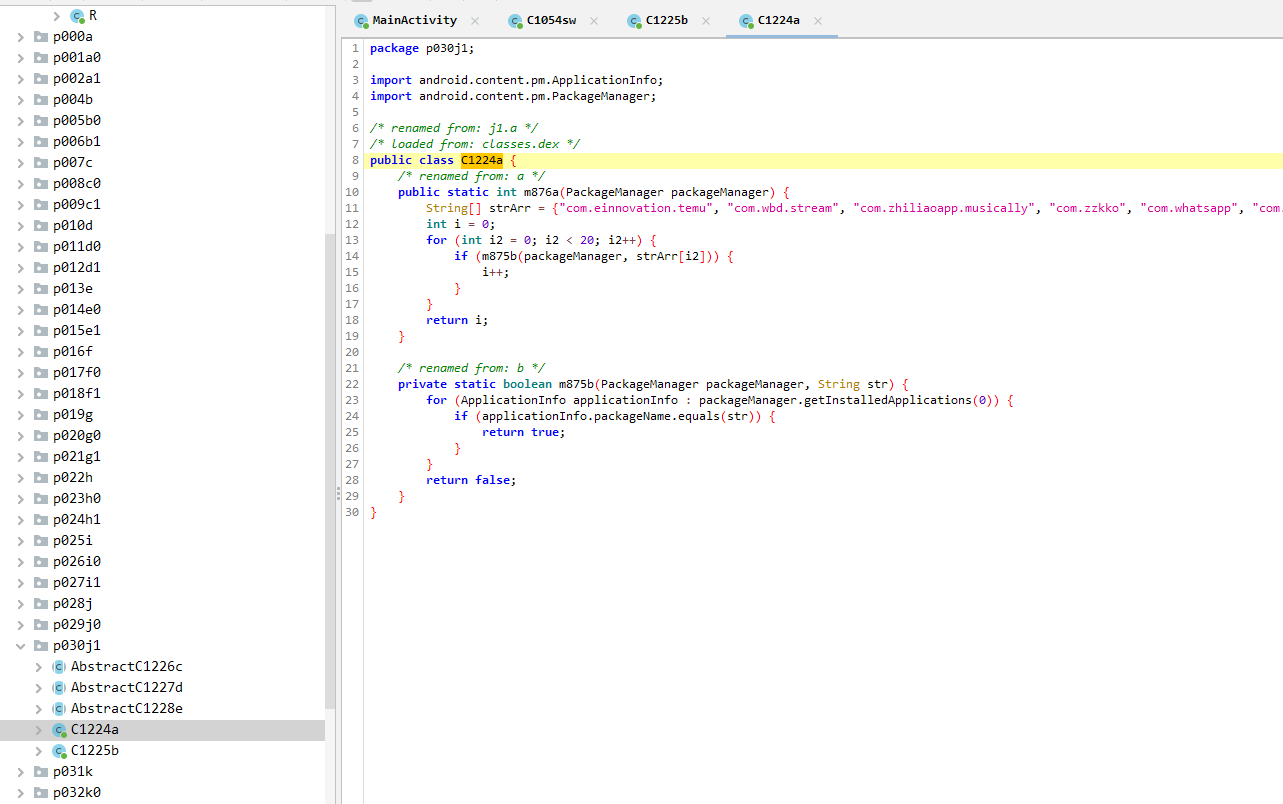 R
p000a
p001a0
p002a1
p004b
p005b0
p006b1
p007c
p008c0
p009c1
p010d
p011d0
p012d1
p013e
p014e0
p015e1
p016f
p017f0
p018f1
p019g
p020g0
p021g1
p022h
p023h0
p024h1
p025i
p026i0
p027i1
p028j
p029j0
p030j1
AbstractC1226c
AbstractC1227d
AbstractC1228e
C1224a
C1225b
p031k
p032k0
MainActivity C1054sw C1225b C1224a
1 package p030j1;
2
3 import android.content.pm.ApplicationInfo;
4 import android.content.pm.PackageManager;
5
6 /* renamed from: j1.a */
7 /* loaded from: classes.dex */
8 public class C1224a {
9 /* renamed from: a */
10 public static int m876a(PackageManager packageManager) {
11 String[] strArr = {"com.einnovation.temu", "com.wbd.stream", "com.zhiliaoapp.musically", "com.zzkko", "com.whatsapp", "com.
12 int i = 0;
13 for (int i2 = 0; i2 < 20; i2++) {
14 if (m875b(packageManager, strArr[i2])) {
15 i++;
16 }
17 }
18 return i;
19 }
20
21 /* renamed from: b */
22 private static boolean m875b(PackageManager packageManager, String str) {
23 for (ApplicationInfo applicationInfo : packageManager.getInstalledApplications(0)) {
24 if (applicationInfo.packageName.equals(str)) {
25 return true;
26 }
27 }
28 return false;
29 }
30 }